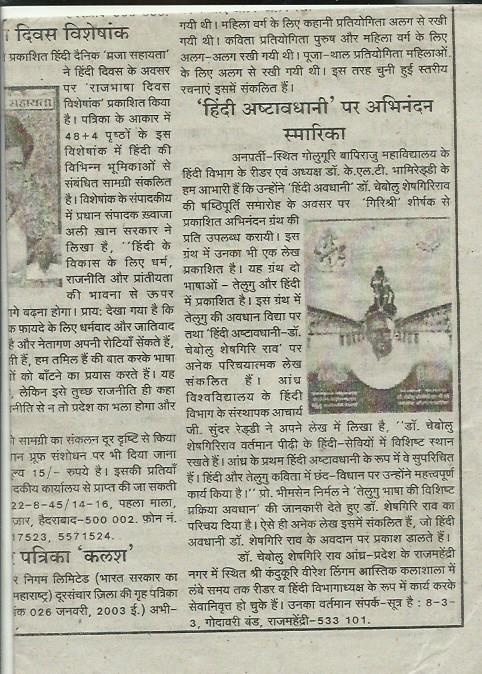 दिवस विशेषांक
प्रकाशित हिंदी दैनिक 'प्रजा सहायता'
ने हिंदी दिवस के अवसर
पर 'राजभाषा दिवस
विशेषांक' प्रकाशित किया
है। पत्रिका के आकार में
48+4 पृष्ठों के इस
विशेषांक में हिंदी की
विभिन्न भूमिकाओं से
संबंधित सामग्री संकलित
है। विशेषांक के संपादकीय
में प्रधान संपादक ख़्वाजा
अली ख़ान सरकार ने
लिखा है, ''हिंदी के
विकास के लिए धर्म,
राजनीति और प्रांतीयता
की भावना से ऊपर
बढ़ना होगा। प्राय: देखा गया है कि
के फ़ायदे के लिए धर्मवाद और जातिवाद
है और नेतागण अपनी रोटियाँ सेंकते हैं,
हैं, हम तमिल हैं की बात करके भाषा
को बाँटने का प्रयास करते हैं। यह
लेकिन इसे तुच्छ राजनीति ही कहा
से न तो प्रदेश का भला होगा और
सामग्री का संकलन दूर दृष्टि से किया
प्रूफ़ संशोधन पर भी दिया जाना
15/- रुपये है। इसकी प्रतियाँ
कार्यालय से प्राप्त की जा सकती
22-8-45/14-16, पहला माला,
हैदराबाद-500 002. फ़ोन नं.
17523, 5571524.
पत्रिका 'कलश'
निगम लिमिटेड (भारत सरकार का
महाराष्ट्र) दूरसंचार ज़िला की गृह पत्रिका
026 जनवरी, 2003 ई.) अभी-
सहायता
गयी थी। महिला वर्ग के लिए कहानी प्रतियोगिता अलग से रखी
गयी थी। कविता प्रतियोगिता पुरुष और महिला वर्ग के लिए
अलग-अलग रखी गयी थी। पूजा-थाल प्रतियोगिता महिलाओं
के लिए अलग से रखी गयी थी। इस तरह चुनी हुई स्तरीय
रचनाएं इसमें संकलित हैं।
'हिंदी अष्टावधानी' पर अभिनंदन
स्मारिका
अनपर्ती-स्थित गोलुगूरि बापिराजु महाविद्यालय के
हिंदी विभाग के रीडर एवं अध्यक्ष डॉ. के.एल.टी. भामिरेड्डी के
हम आभारी हैं कि उन्होंने 'हिंदी अवधानी' डॉ. चेबोलु शेषगिरिराव
की षष्टिपूर्ति समारोह के अवसर पर 'गिरिश्री' शीर्षक से
प्रकाशित अभिनंदन ग्रंथ की
प्रति उपलब्ध करायी। इस
ग्रंथ में उनका भी एक लेख
प्रकाशित है। यह ग्रंथ दो
भाषाओं – तेलुगु और हिंदी
में प्रकाशित है। इस ग्रंथ में
तेलुगु की अवधान विद्या पर
तथा 'हिंदी अष्टावधानी-डॉ.
चेबोलु शेषगिरि राव' पर
अनेक परिचयात्मक लेख
संकलित हैं। आंध्र
विश्वविद्यालय के हिंदी
विभाग के संस्थापक आचार्य
जी. सुंदर रेड्डी ने अपने लेख में लिखा है, ''डॉ. चेबोलु
शेषगिरिराव वर्तमान पीढी के हिंदी-सेवियों में विशिष्ट स्थान
रखते हैं। आंध्र के प्रथम हिंदी अष्टावधानी के रूप में वे सुपरिचित
हैं। हिंदी और तेलुगु कविता में छंद-विधान पर उन्होंने महत्त्वपूर्ण
कार्य किया है।'' प्रो. भीमसेन निर्मल ने 'तेलुगु भाषा की विशिष्ट
प्रक्रिया अवधान' की जानकारी देते हुए डॉ. शेषगिरि राव का
परिचय दिया है। ऐसे ही अनेक लेख इसमें संकलित हैं, जो हिंदी
अवधानी डॉ. शेषगिरि राव के अवदान पर प्रकाश डालते हैं।
डॉ. चेबोलु शेषगिरि राव आंध्र-प्रदेश के राजमहेंद्री
नगर में स्थित श्री कंदुकूरि वीरेश लिंगम आस्तिक कलाशाला में
लंबे समय तक रीडर व हिंदी विभागाध्यक्ष के रूप में कार्य करके
सेवानिवृत्त हो चुके हैं। उनका वर्तमान संपर्क-सूत्र है : 8-3-
3, गोदावरी बंड, राजमहेंद्री-533 101.